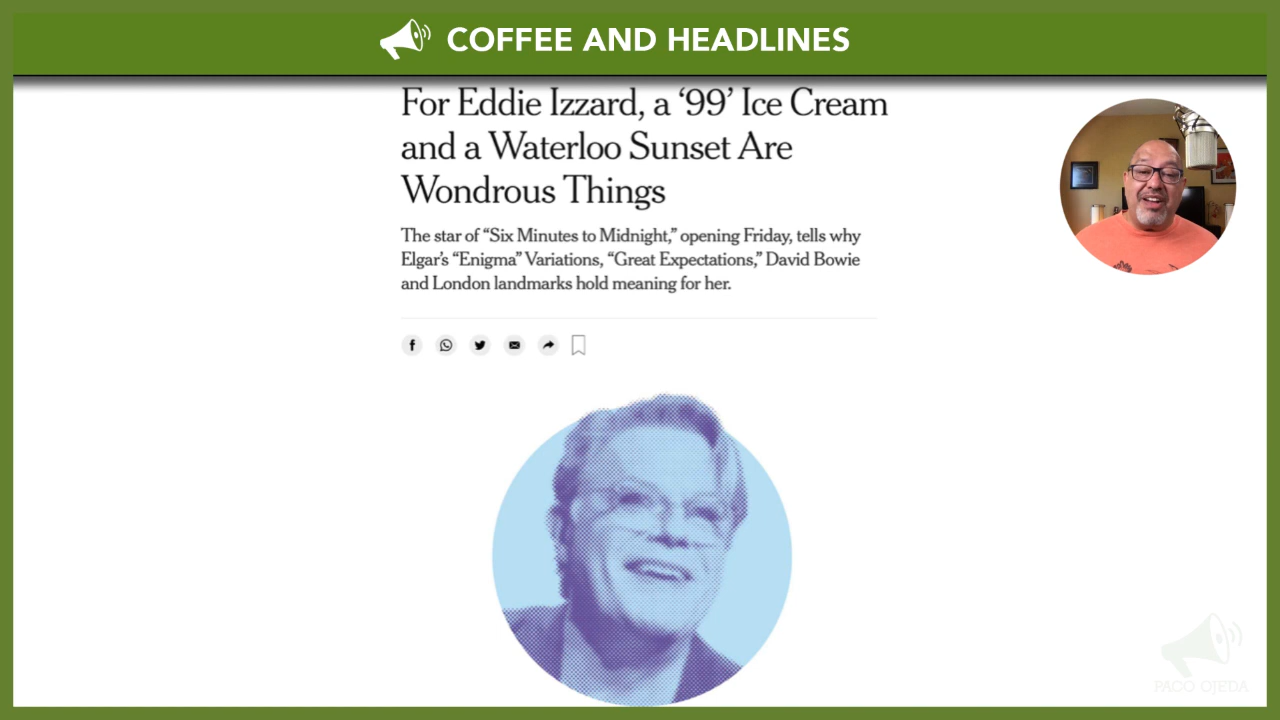 COFFEE AND HEADLINES
For Eddie Izzard, a ‘99’ Ice Cream
and a Waterloo Sunset Are
Wondrous Things
The star of “Six Minutes to Midnight,” opening Friday, tells why
Elgar’s “Enigma” Variations, “Great Expectations,” David Bowie
and London landmarks hold meaning for her.
PACO OJEDA